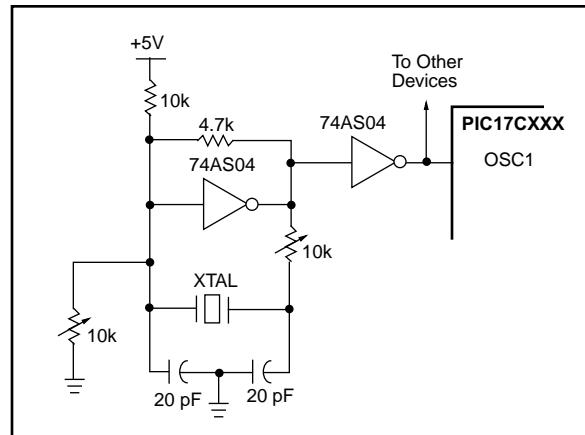 +5V
10k
4.7k
74AS04
74AS04
To Other
Devices
PIC17CXXX
OSC1
10k
XTAL
10k
20 pF
20 pF